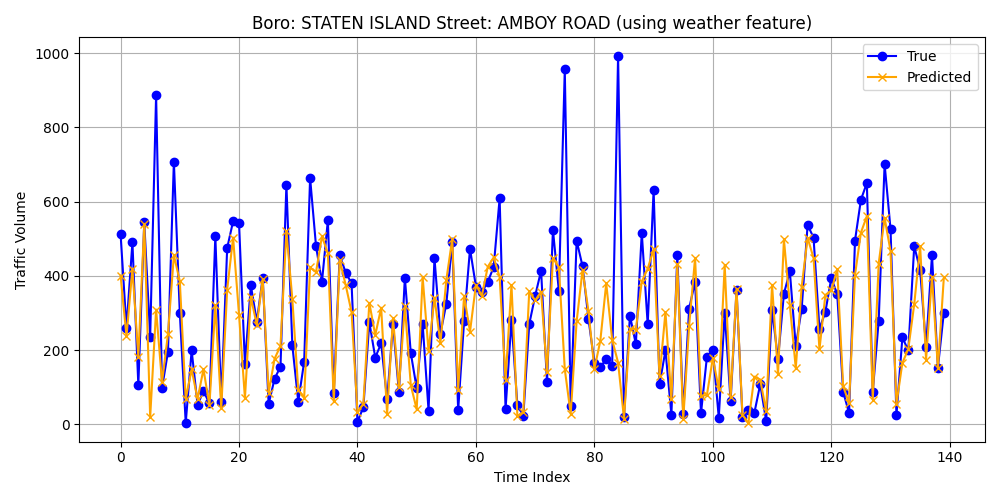 Boro: STATEN ISLAND Street: AMBOY ROAD (using weather feature)
True
Predicted
Traffic Volume
1000
800
600
400
200
0
0 20 40 60 80 100 120 140
Time Index